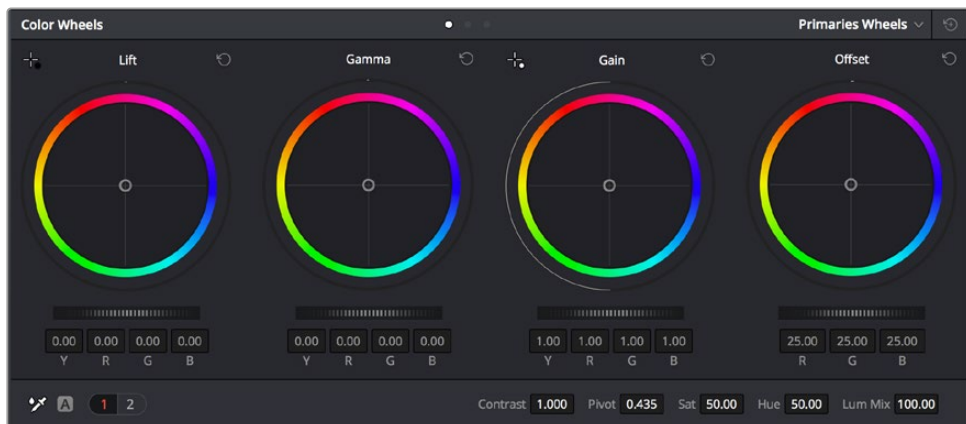 Color Wheels Primaries Wheels
Lift Gamma Gain Offset
0.00 0.00 0.00 0.00 0.00 0.00 0.00 0.00 1.00 1.00 1.00 1.00 25.00 25.00 25.00
Y R G B Y R G B Y R G B R G B
A 1 2 Contrast 1.000 Pivot 0.435 Sat 50.00 Hue 50.00 Lum Mix 100.00